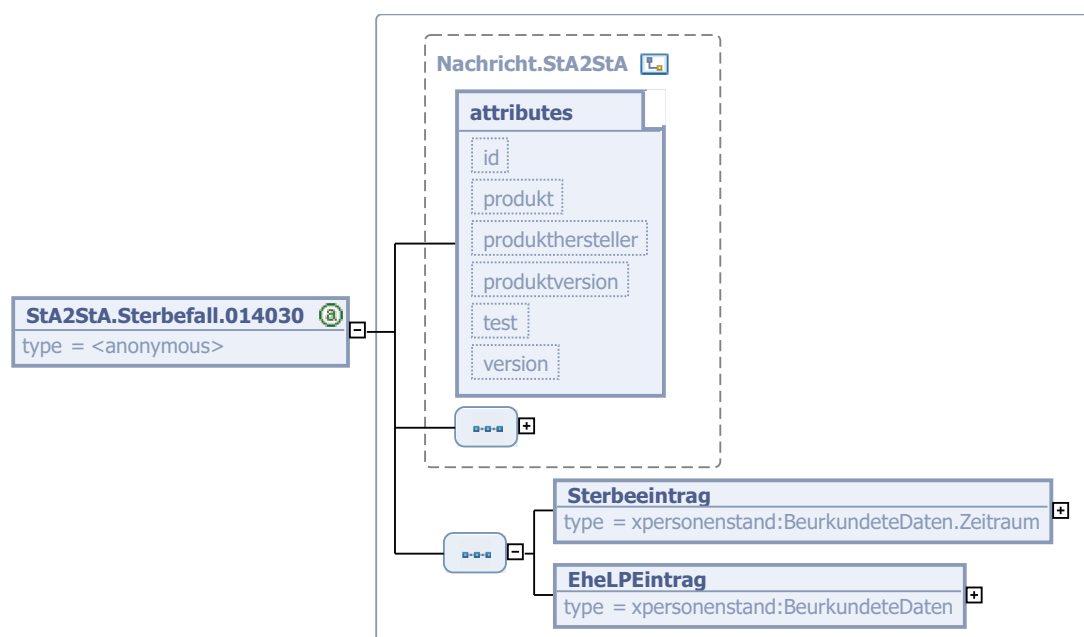 Nachricht.StA2StA
attributes
id
produkt
produkthersteller
produktversion
test
version
StA2StA.Sterbefall.014030 a
type = <anonymous>
Sterbeeintrag
type = xpersonenstand:BeurkundeteDaten.Zeitraum
EheLPEintrag
type = xpersonenstand:BeurkundeteDaten